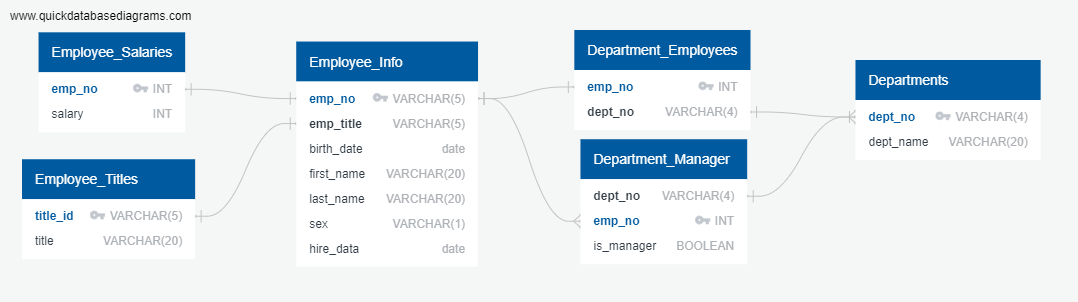 www.quickdatabasediagrams.com
Employee_Salaries
emp_no INT
salary INT
Employee_Titles
title_id VARCHAR(5)
title VARCHAR(20)
Employee_Info
emp_no VARCHAR(5)
emp_title VARCHAR(5)
birth_date date
first_name VARCHAR(20)
last_name VARCHAR(20)
sex VARCHAR(1)
hire_data date
Department_Employees
emp_no INT
dept_no VARCHAR(4)
Department_Manager
dept_no VARCHAR(4)
emp_no INT
is_manager BOOLEAN
Departments
dept_no VARCHAR(4)
dept_name VARCHAR(20)